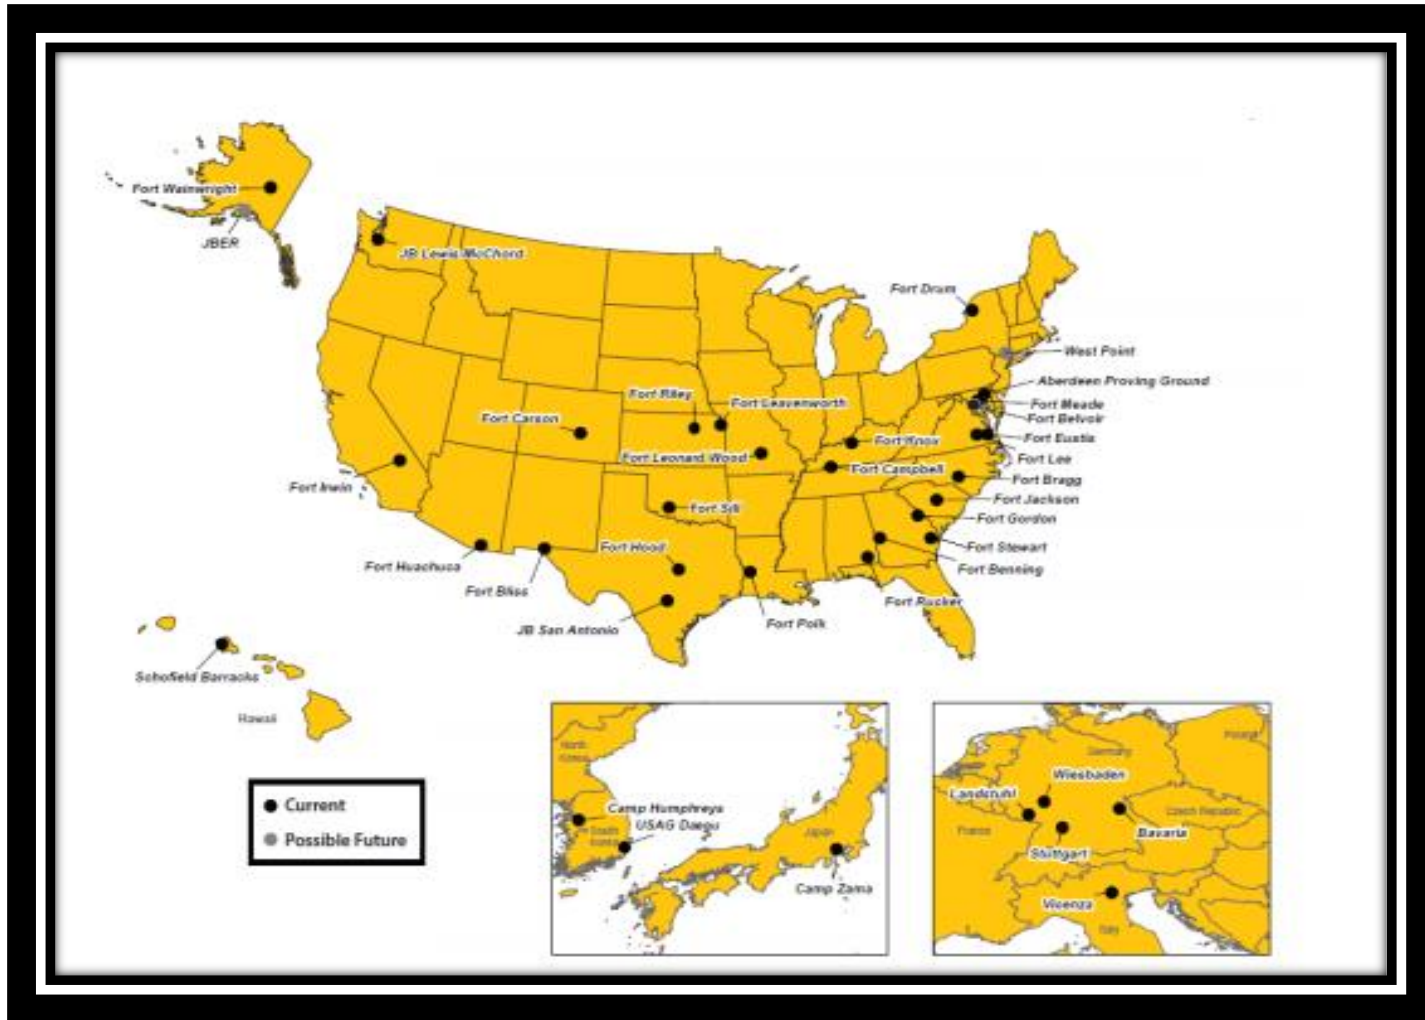 Fort Wainwright
JBER
JB Lewis McChord
Fort Drum
West Point
Aberdeen Proving Ground
Fort Meade
Fort Belvoir
Fort Eustis
Fort Lee
Fort Bragg
Fort Jackson
Fort Gordon
Fort Stewart
Fort Benning
Fort Rucker
Fort Riley
Fort Leavenworth
Fort Carson
Fort Knox
Fort Leonard Wood
Fort Campbell
Fort Irwin
Fort Sill
Fort Hood
Fort Huachuca
Fort Bliss
JB San Antonio
Fort Polk
Schofield Barracks
Hawaii
Current
Possible Future
North
Korea
Camp Humphreys
USAG Daegu
South
Korea
Japan
Camp Zama
Poland
Germany
Wiesbaden
Landstuhl
Czech Republic
France
Bavaria
Stuttgart
Vicenza
Italy